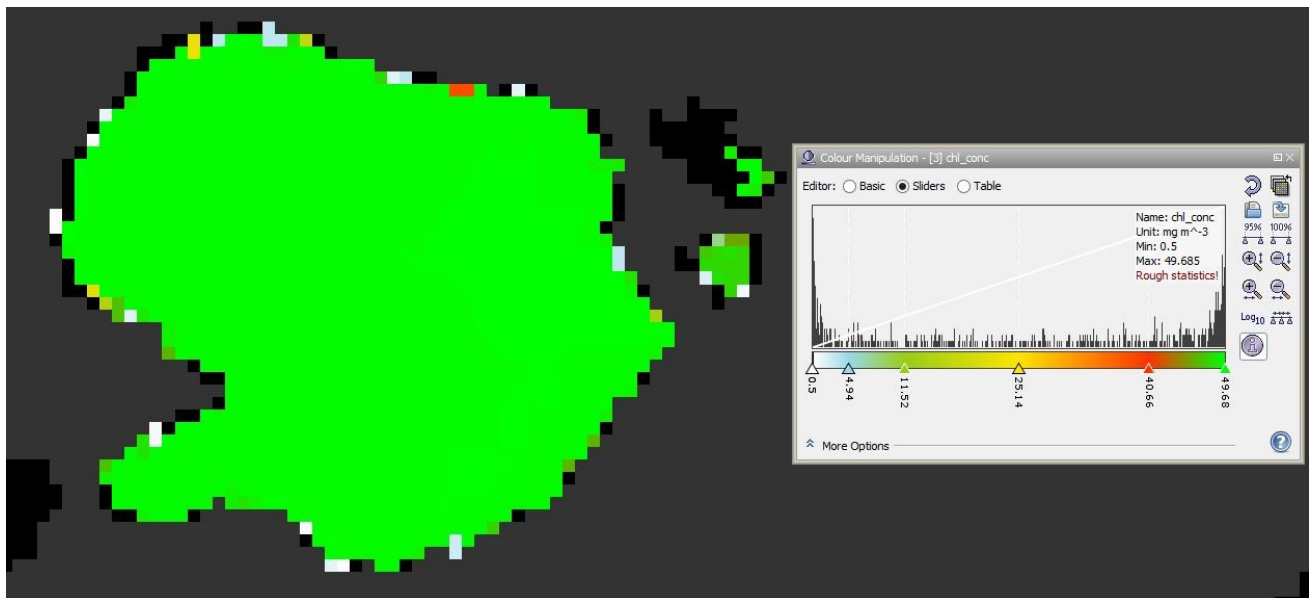 Colour Manipulation - [3] chl_conc
Editor: Basic Sliders Table
Name: chl_conc
Unit: mg m^-3
Min: 0.5
Max: 49.685
Rough statistics!
95% 100%
Log10
0.5 4.94 11.52 25.14 40.66 49.68
More Options